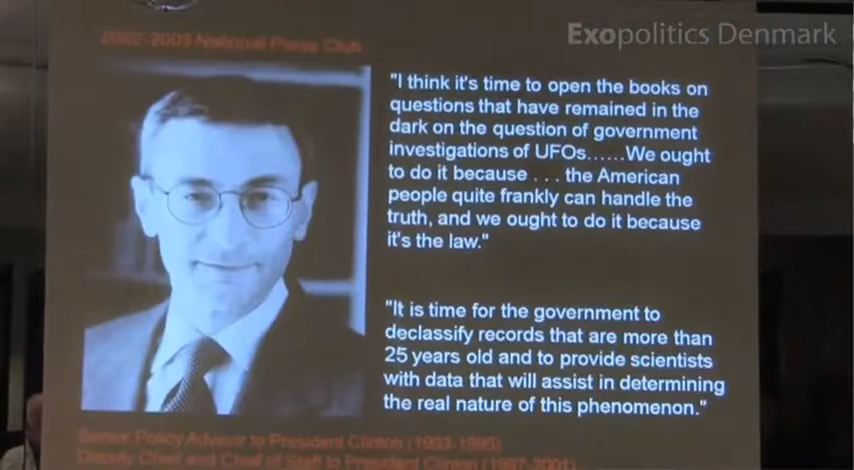 Exopolitics Denmark
2002-2003 National Press Club
"I think it's time to open the books on
questions that have remained in the
dark on the question of government
investigations of UFOs......We ought
to do it because . . . the American
people quite frankly can handle the
truth, and we ought to do it because
it's the law."
"It is time for the government to
declassify records that are more than
25 years old and to provide scientists
with data that will assist in determining
the real nature of this phenomenon."
Senior Policy Advisor to President Clinton (1993-1995)
Deputy Chief and Chief of Staff to President Clinton (1997-2001)